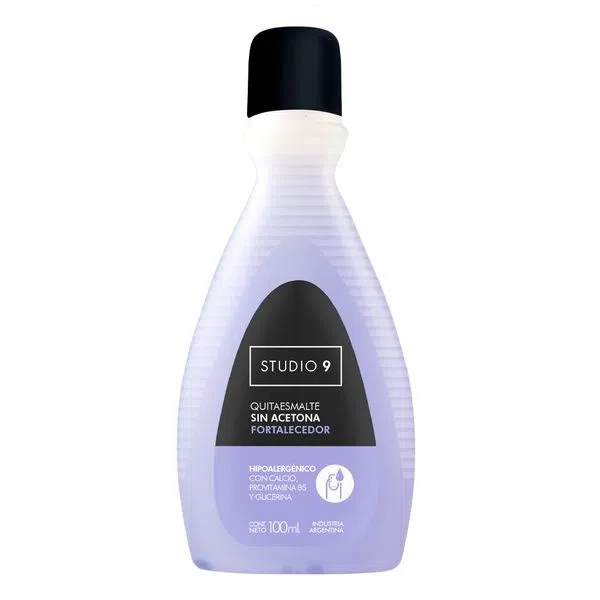 STUDIO 9
QUITAESMALTE
SIN ACETONA
FORTALECEDOR
HIPOALERGÉNICO
CON CALCIO,
PROVITAMINA B5
Y GLICERINA
CONT. NETO 100ml.
INDUSTRIA ARGENTINA